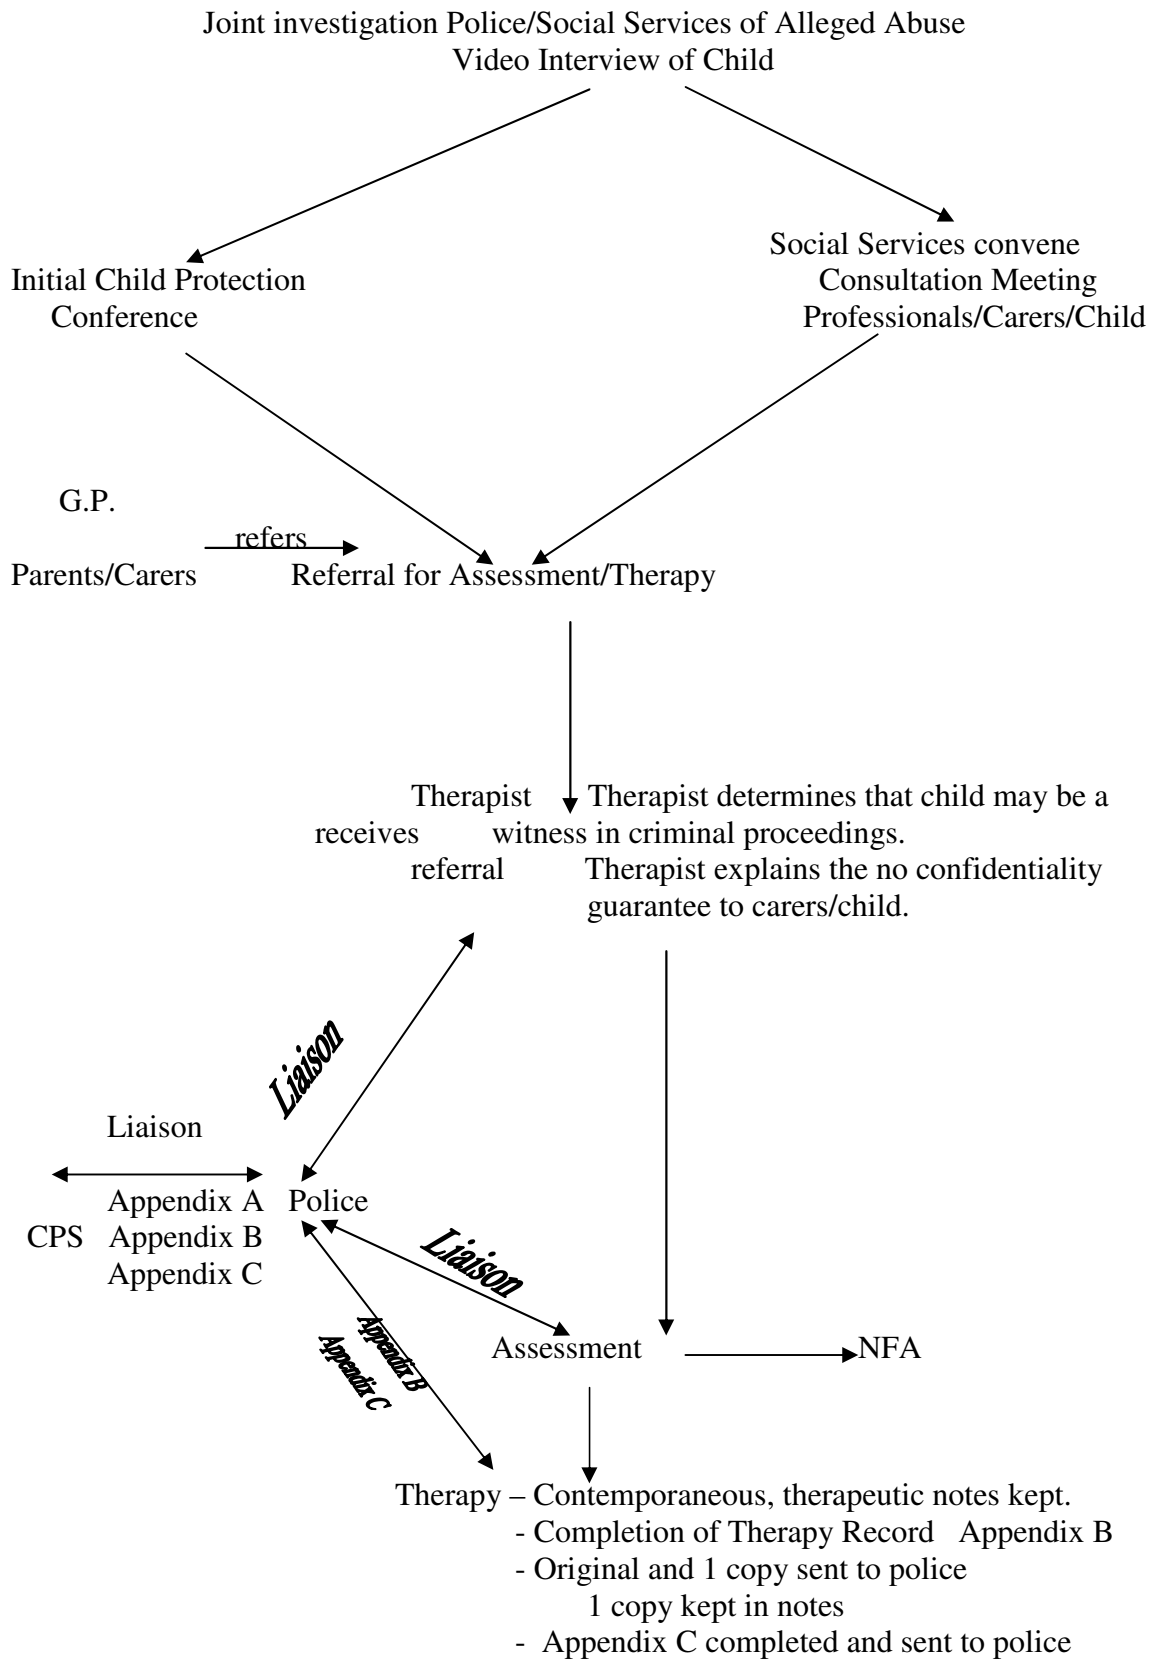 Joint investigation Police/Social Services of Alleged Abuse
Video Interview of Child
Social Services convene
Initial Child Protection
Consultation Meeting
Conference
Professionals/Carers/Child
G.P.
refers
Parents/Carers
Referral for Assessment/Therapy
Therapist Therapist determines that child may be a
receives witness in criminal proceedings.
referral Therapist explains the no confidentiality
guarantee to carers/child.
Liaison
Liaison
Appendix A Police
CPS Appendix B
Appendix C
Liaison
Appendix B
Appendix C
Assessment
NFA
Therapy – Contemporaneous, therapeutic notes kept.
- Completion of Therapy Record Appendix B
- Original and 1 copy sent to police
1 copy kept in notes
- Appendix C completed and sent to police